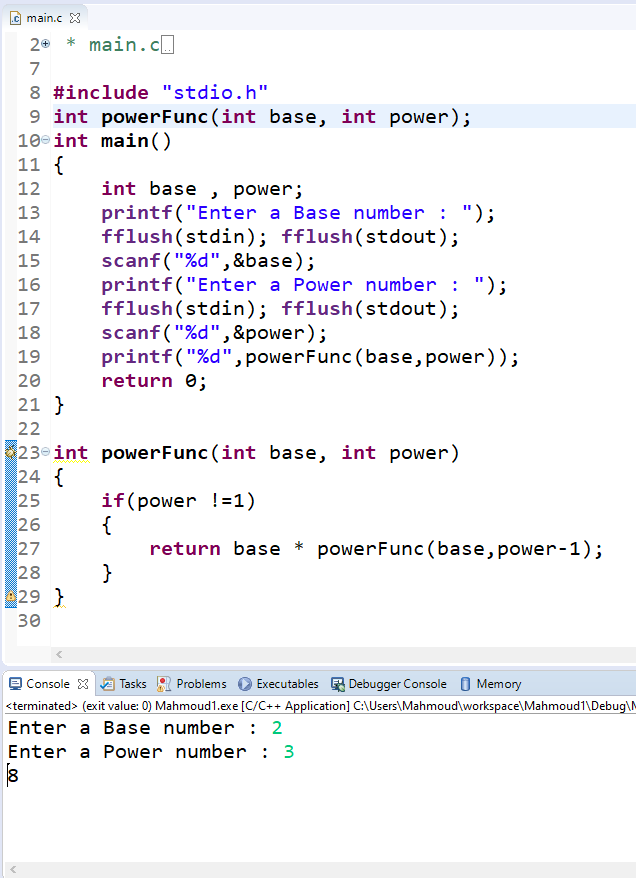 main.c
2 * main.c
7
8 #include "stdio.h"
9 int powerFunc(int base, int power);
10 int main()
11 {
12     int base , power;
13     printf("Enter a Base number : ");
14     fflush(stdin); fflush(stdout);
15     scanf("%d",&base);
16     printf("Enter a Power number : ");
17     fflush(stdin); fflush(stdout);
18     scanf("%d",&power);
19     printf("%d",powerFunc(base,power));
20     return 0;
21 }
22
23 int powerFunc(int base, int power)
24 {
25     if(power !=1)
26     {
27         return base * powerFunc(base,power-1);
28     }
29 }
30
Console Tasks Problems Executables Debugger Console Memory
<terminated> (exit value: 0) Mahmoud1.exe [C/C++ Application] C:\Users\Mahmoud\workspace\Mahmoud1\Debug\
Enter a Base number : 2
Enter a Power number : 3
8